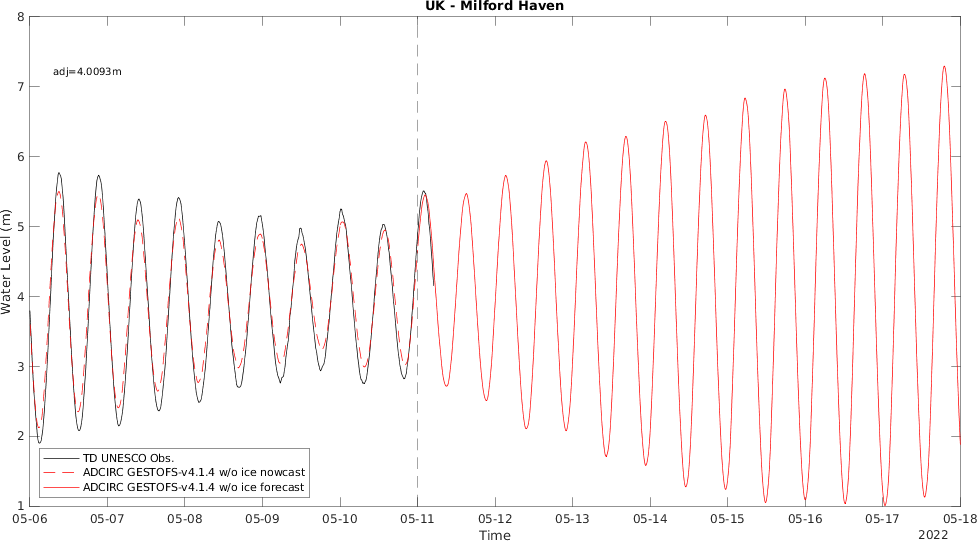 UK - Milford Haven
8
adj=4.0093m
7
6
5
4
3
2
1
Water Level (m)
TD UNESCO Obs.
ADCIRC GESTOFS-v4.1.4 w/o ice nowcast
ADCIRC GESTOFS-v4.1.4 w/o ice forecast
05-06 05-07 05-08 05-09 05-10 05-11 05-12 05-13 05-14 05-15 05-16 05-17 05-18
Time
2022